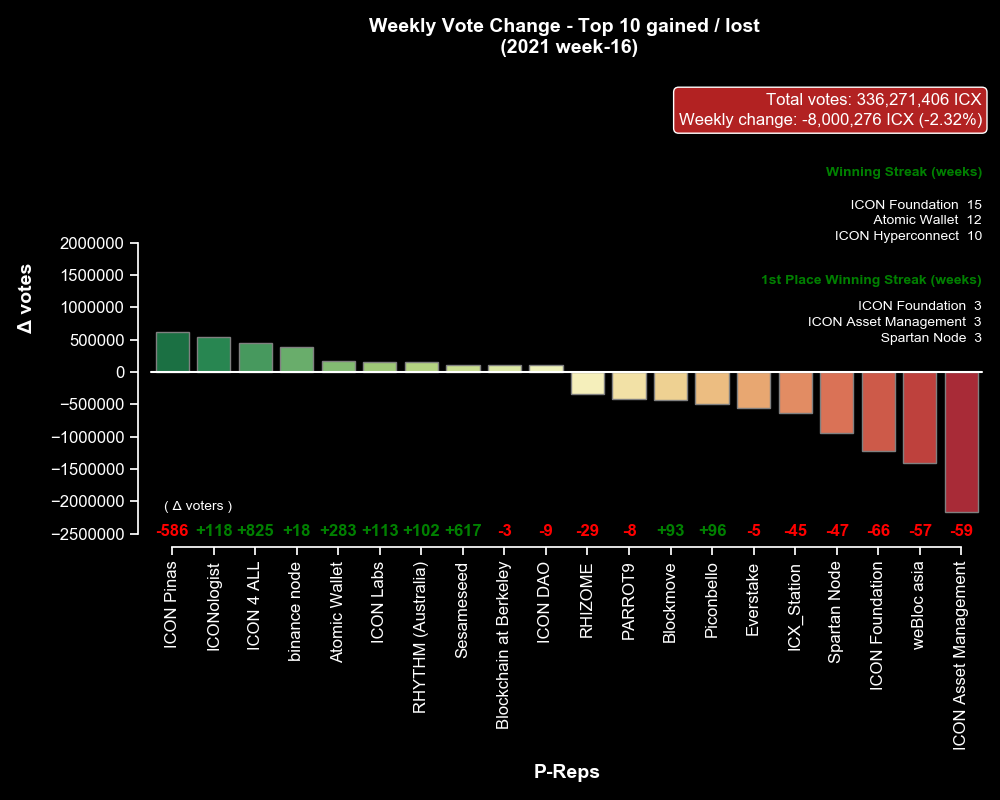 Weekly Vote Change - Top 10 gained / lost
(2021 week-16)
Total votes: 336,271,406 ICX
Weekly change: -8,000,276 ICX (-2.32%)
Winning Streak (weeks)
ICON Foundation 15
Atomic Wallet 12
ICON Hyperconnect 10
1st Place Winning Streak (weeks)
ICON Foundation 3
ICON Asset Management 3
Spartan Node 3
Δ votes
2000000
1500000
1000000
500000
0
−500000
−1000000
−1500000
−2000000
−2500000
( Δ voters )
-586 +118 +825 +18 +283 +113 +102 +617 -3 -9 -29 -8 +93 +96 -5 -45 -47 -66 -57 -59
ICON Pinas
ICONologist
ICON 4 ALL
binance node
Atomic Wallet
ICON Labs
RHYTHM (Australia)
Sesameseed
Blockchain at Berkeley
ICON DAO
RHIZOME
PARROT9
Blockmove
Piconbello
Everstake
ICX_Station
Spartan Node
ICON Foundation
weBloc asia
ICON Asset Management
P-Reps